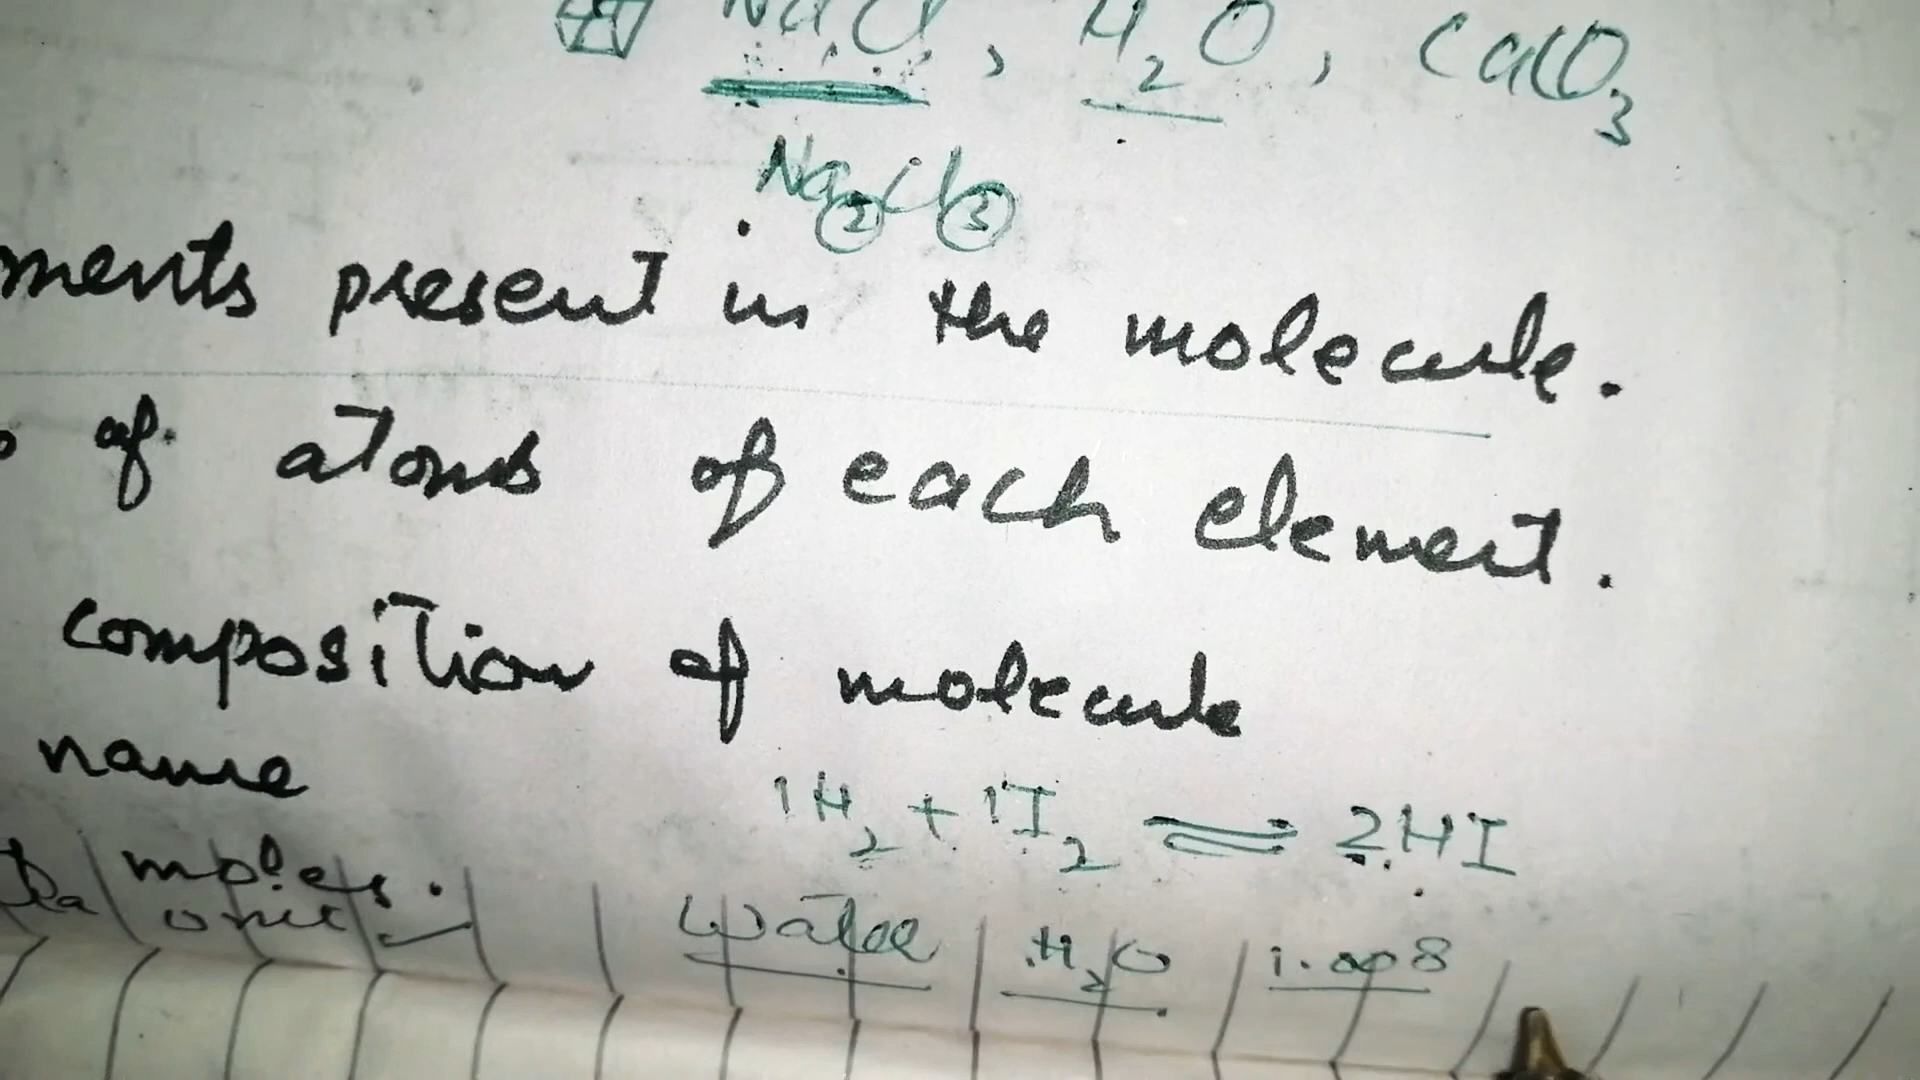 NaCl, H₂O, CaCO₃
Na₂Cl₃
ments present in the molecule.
of atoms of each element.
composition of molecule
name
1H₂ + 1I₂ ⇌ 2HI
moles.
unit
Water H₂O 1.008